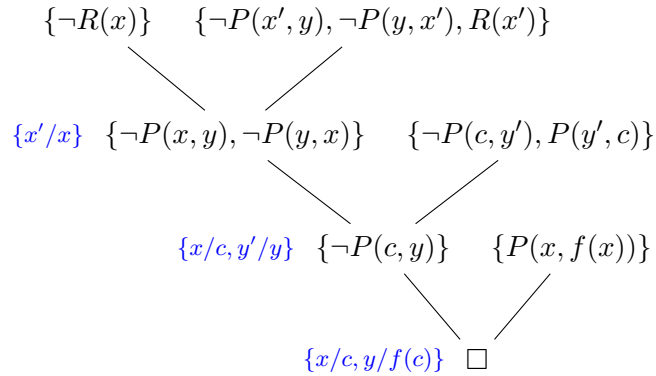 {¬R(x)} {¬P(x′, y), ¬P(y, x′), R(x′)}
{x′/x} {¬P(x, y), ¬P(y, x)} {¬P(c, y′), P(y′, c)}
{x/c, y′/y} {¬P(c, y)} {P(x, f(x))}
{x/c, y/f(c)} □